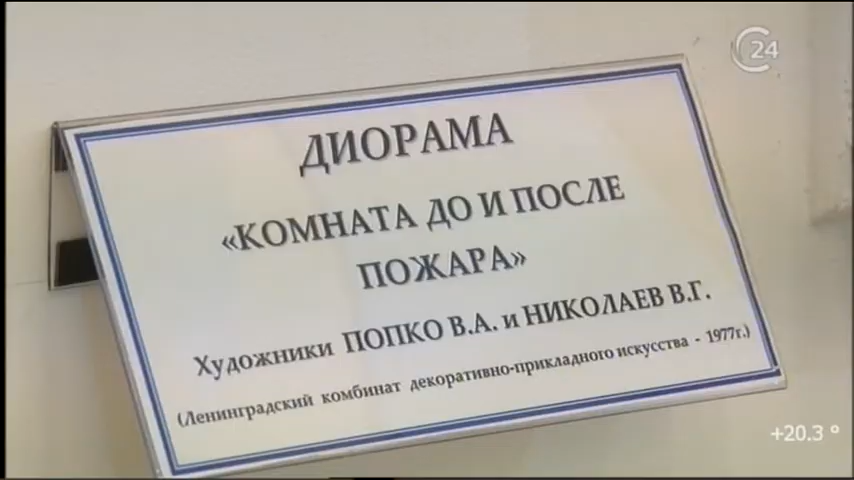 24
ДИОРАМА
«КОМНАТА ДО И ПОСЛЕ
ПОЖАРА»
Художники ПОПКО В.А. и НИКОЛАЕВ В.Г.
(Ленинградский комбинат декоративно-прикладного искусства - 1977г.)
+20.3 °